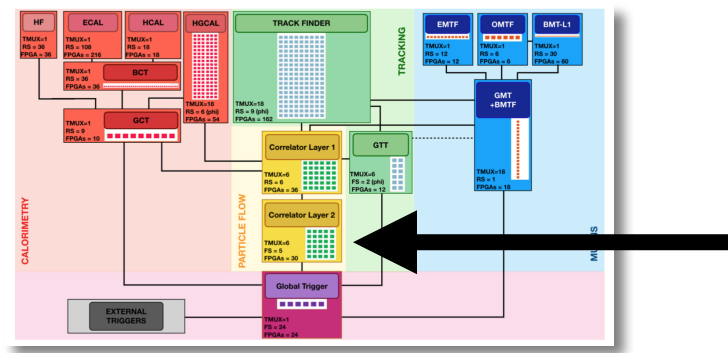 HF
TMUX=1
RS = 36
FPGA = 36
ECAL
TMUX=1
RS = 108
FPGAs = 216
HCAL
TMUX=1
RS = 18
FPGAs = 18
HGCAL
TMUX=18
RS = 6 (phi)
FPGAs = 54
BCT
TMUX=1
RS = 36
FPGAs = 36
GCT
TMUX=1
RS = 9
FPGAs = 10
TRACK FINDER
TMUX=18
RS = 9 (phi)
FPGAs = 162
TRACKING
EMTF
TMUX=1
RS = 12
FPGAs = 12
OMTF
TMUX=1
RS = 6
FPGAs = 6
BMT-L1
TMUX=1
RS = 30
FPGAs = 60
GMT
+BMTF
TMUX=18
RS = 1
FPGAs = 18
Correlator Layer 1
TMUX=6
RS = 6
FPGAs = 36
GTT
TMUX=6
FS = 2 (phi)
FPGAs = 12
Correlator Layer 2
TMUX=6
FS = 5
FPGAs = 30
CALORIMETRY
PARTICLE FLOW
Global Trigger
TMUX=1
FS = 24
FPGAs = 24
EXTERNAL
TRIGGERS